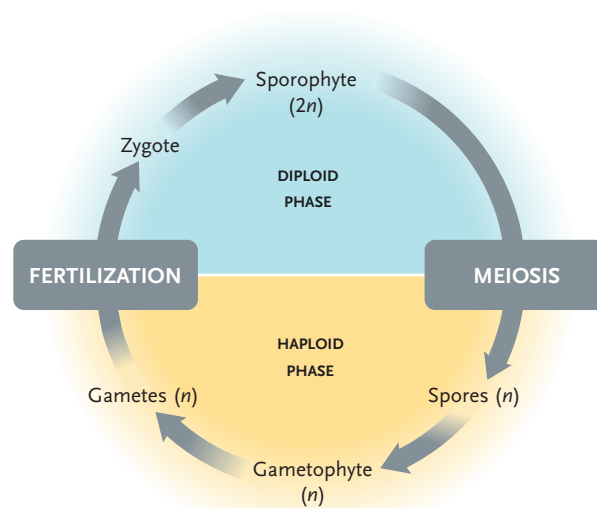 Sporophyte
(2n)
Zygote
DIPLOID
PHASE
FERTILIZATION
MEIOSIS
HAPLOID
PHASE
Gametes (n)
Spores (n)
Gametophyte
(n)